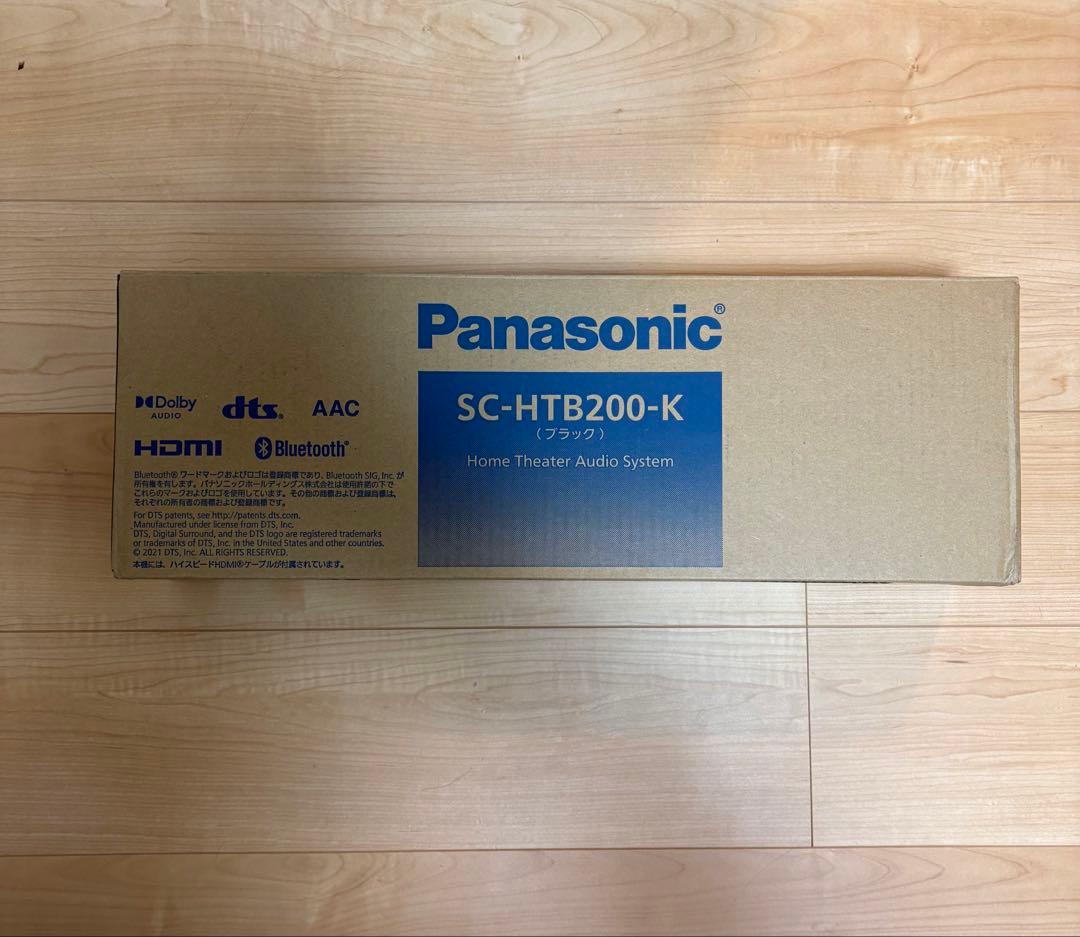 Panasonic®
SC-HTB200-K
（ブラック）
Home Theater Audio System
Dolby
AUDIO
dts®
AAC
HDMI
Bluetooth®
Bluetooth® ワードマークおよびロゴは登録商標であり、Bluetooth SIG, Inc. が
所有権を有します。パナソニックホールディングス株式会社は使用許諾の下で
これらのマークおよびロゴを使用しています。その他の商標および登録商標は、
それぞれの所有者の商標および登録商標です。
For DTS patents, see http://patents.dts.com.
Manufactured under license from DTS, Inc.
DTS, Digital Surround, and the DTS logo are registered trademarks
or trademarks of DTS, Inc. in the United States and other countries.
© 2021 DTS, Inc. ALL RIGHTS RESERVED.
本機には、ハイスピードHDMI®ケーブルが付属されています。